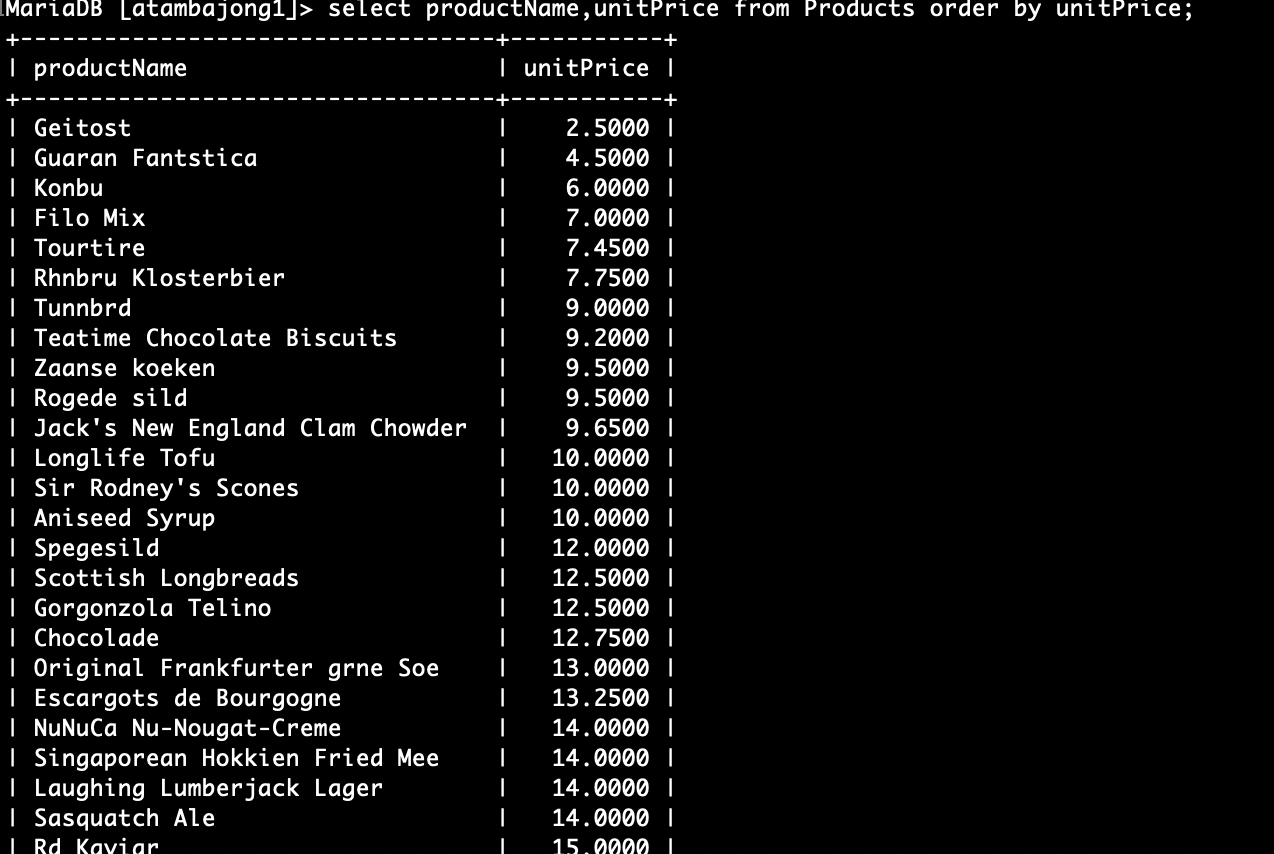 MariaDB [atambajong1]> select productName,unitPrice from Products order by unitPrice;
+----------------------------------+-----------+
| productName                      | unitPrice |
+----------------------------------+-----------+
| Geitost                          |    2.5000 |
| Guaran Fantstica                 |    4.5000 |
| Konbu                            |    6.0000 |
| Filo Mix                         |    7.0000 |
| Tourtire                         |    7.4500 |
| Rhnbru Klosterbier               |    7.7500 |
| Tunnbrd                          |    9.0000 |
| Teatime Chocolate Biscuits       |    9.2000 |
| Zaanse koeken                    |    9.5000 |
| Rogede sild                      |    9.5000 |
| Jack's New England Clam Chowder  |    9.6500 |
| Longlife Tofu                    |   10.0000 |
| Sir Rodney's Scones              |   10.0000 |
| Aniseed Syrup                    |   10.0000 |
| Spegesild                        |   12.0000 |
| Scottish Longbreads              |   12.5000 |
| Gorgonzola Telino                |   12.5000 |
| Chocolade                        |   12.7500 |
| Original Frankfurter grne Soe    |   13.0000 |
| Escargots de Bourgogne           |   13.2500 |
| NuNuCa Nu-Nougat-Creme           |   14.0000 |
| Singaporean Hokkien Fried Mee    |   14.0000 |
| Laughing Lumberjack Lager        |   14.0000 |
| Sasquatch Ale                    |   14.0000 |
| Rd Kaviar                        |   15.0000 |